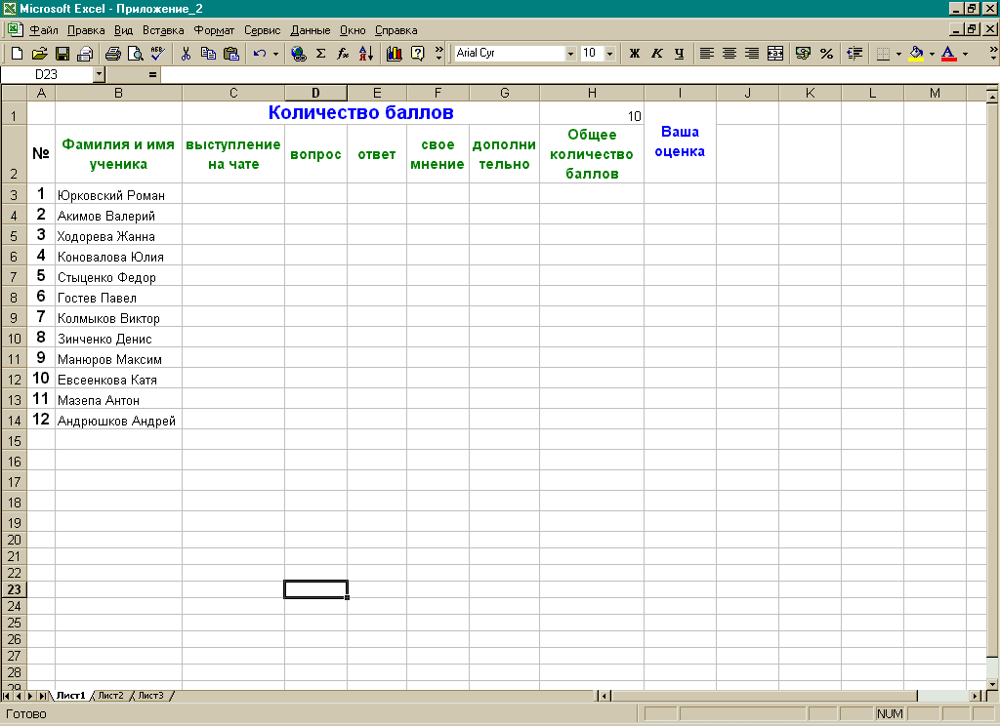 Microsoft Excel - Приложение_2
Файл Правка Вид Вставка Формат Сервис Данные Окно Справка
Arial Cyr 10 Ж К Ч %
D23 =
A B C D E F G H I J K L M
1 Количество баллов 10
2 № Фамилия и имя ученика выступление на чате вопрос ответ свое мнение дополнительно Общее количество баллов Ваша оценка
3 1 Юрковский Роман
4 2 Акимов Валерий
5 3 Ходорева Жанна
6 4 Коновалова Юлия
7 5 Стыценко Федор
8 6 Гостев Павел
9 7 Колмыков Виктор
10 8 Зинченко Денис
11 9 Манюров Максим
12 10 Евсеенкова Катя
13 11 Мазепа Антон
14 12 Андрюшков Андрей
15
16
17
18
19
20
21
22
23
24
25
26
27
28
29
Лист1 Лист2 Лист3
Готово NUM